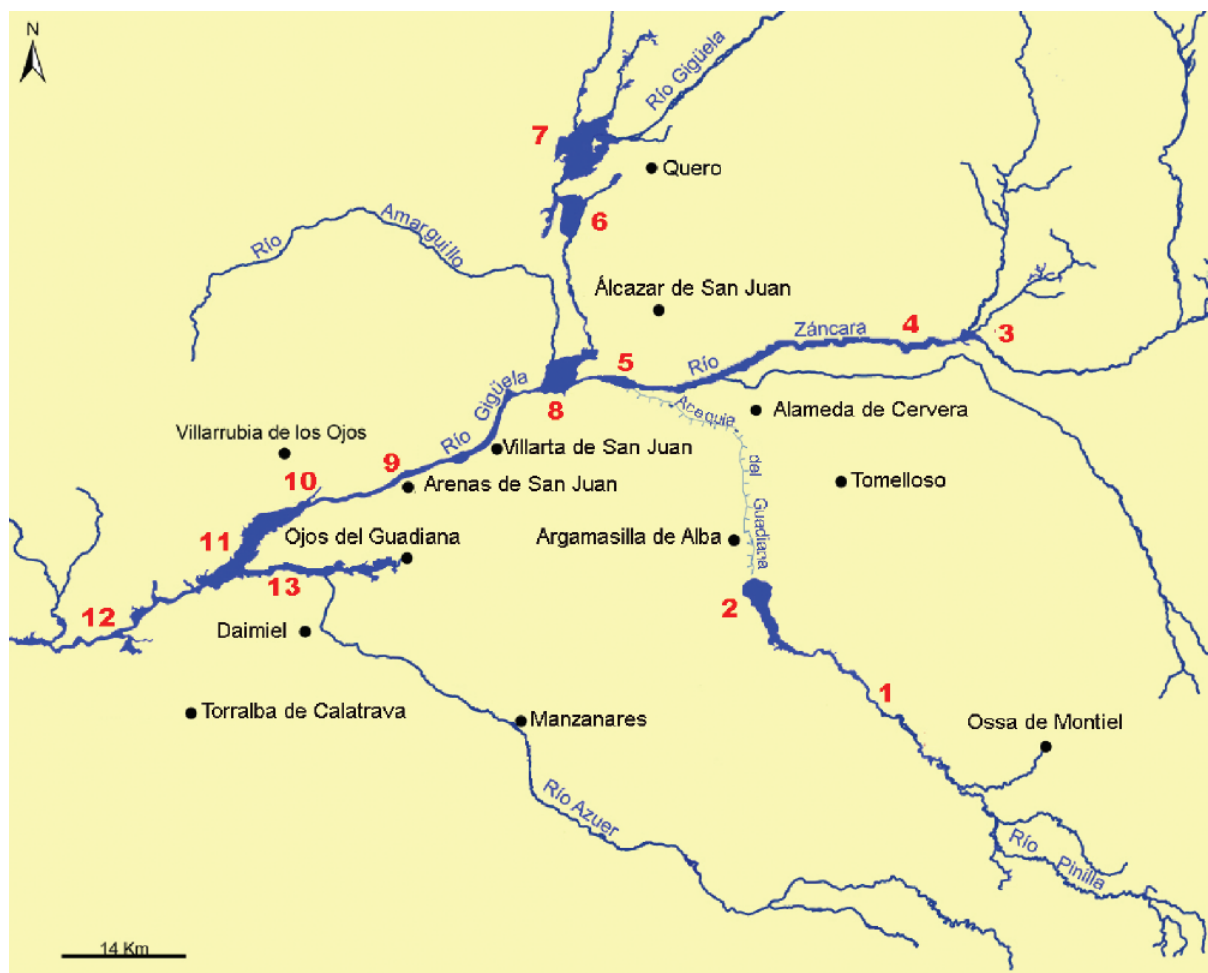 N
Río Gigüela
7
Quero
6
Río Amarguillo
Álcazar de San Juan
Záncara
4
3
5
Río
Río Gigüela
8
Acequia del Guadiana
Alameda de Cervera
Villarrubia de los Ojos
Villarta de San Juan
9
10
Arenas de San Juan
Tomelloso
11
Ojos del Guadiana
Argamasilla de Alba
13
2
12
Daimiel
1
Torralba de Calatrava
Manzanares
Ossa de Montiel
Río Azuer
Río Pinilla
14 Km